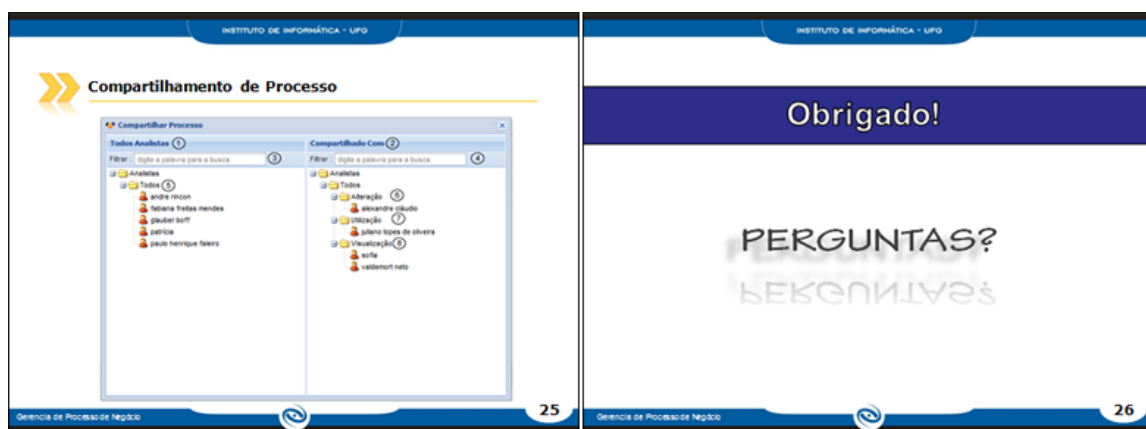 INSTITUTO DE INFORMÁTICA - UFG
Compartilhamento de Processo
Compartilhar Processo
Todos Analistas 1
Filtrar: digite a palavra para a busca 3
Analistas
Todos 5
andre rincon
fabiana freitas mendes
glauber boff
patrícia
paulo henrique faleiro
Compartilhado Com 2
Filtrar: digite a palavra para a busca 4
Analistas
Todos
Alteração 6
alexandre cláudio
Utilização 7
juliano lopes de oliveira
Visualização 8
sofia
valdemort neto
Gerencia de Processo de Negócio
25
INSTITUTO DE INFORMÁTICA - UFG
Obrigado!
PERGUNTAS?
Gerencia de Processo de Negócio
26